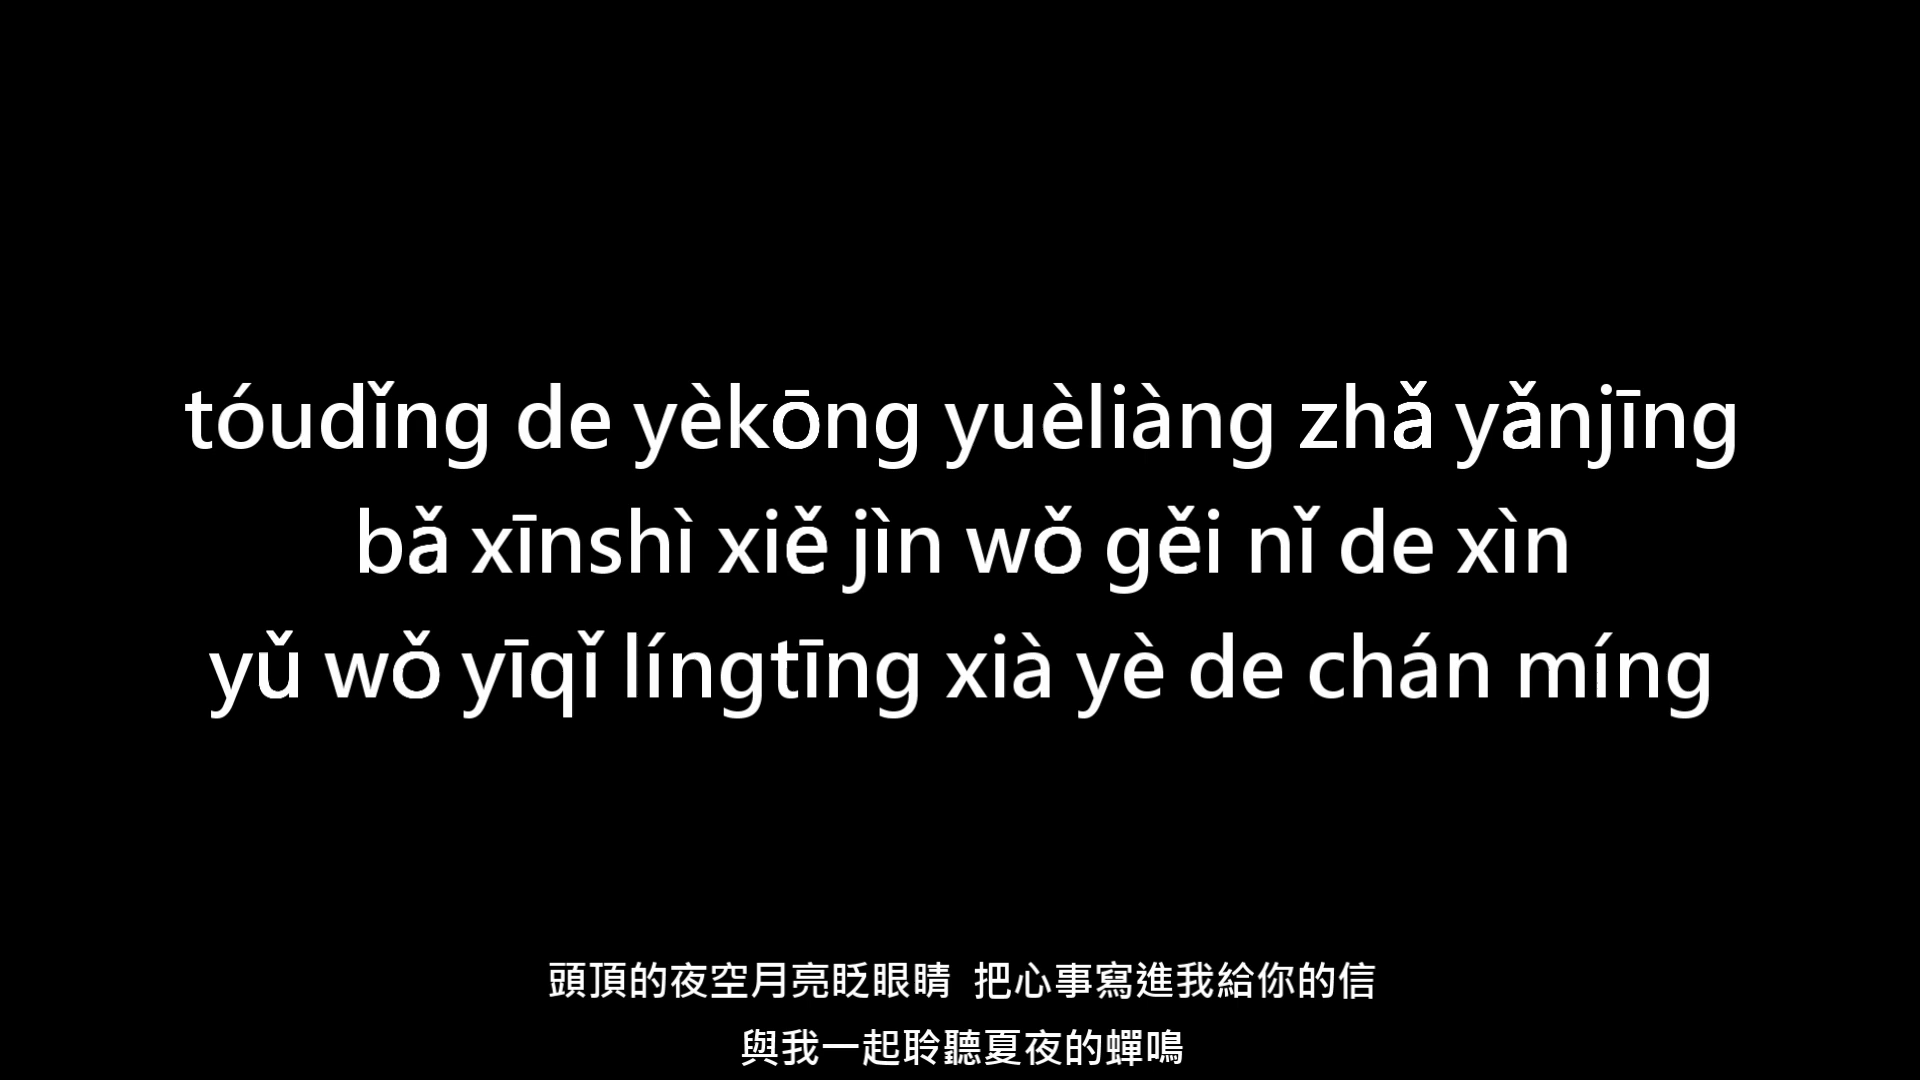 tóudǐng de yèkōng yuèliàng zhǎ yǎnjīng
bǎ xīnshì xiě jìn wǒ gěi nǐ de xìn
yǔ wǒ yīqǐ língtīng xià yè de chán míng
頭頂的夜空月亮眨眼睛 把心事寫進我給你的信
與我一起聆聽夏夜的蟬鳴